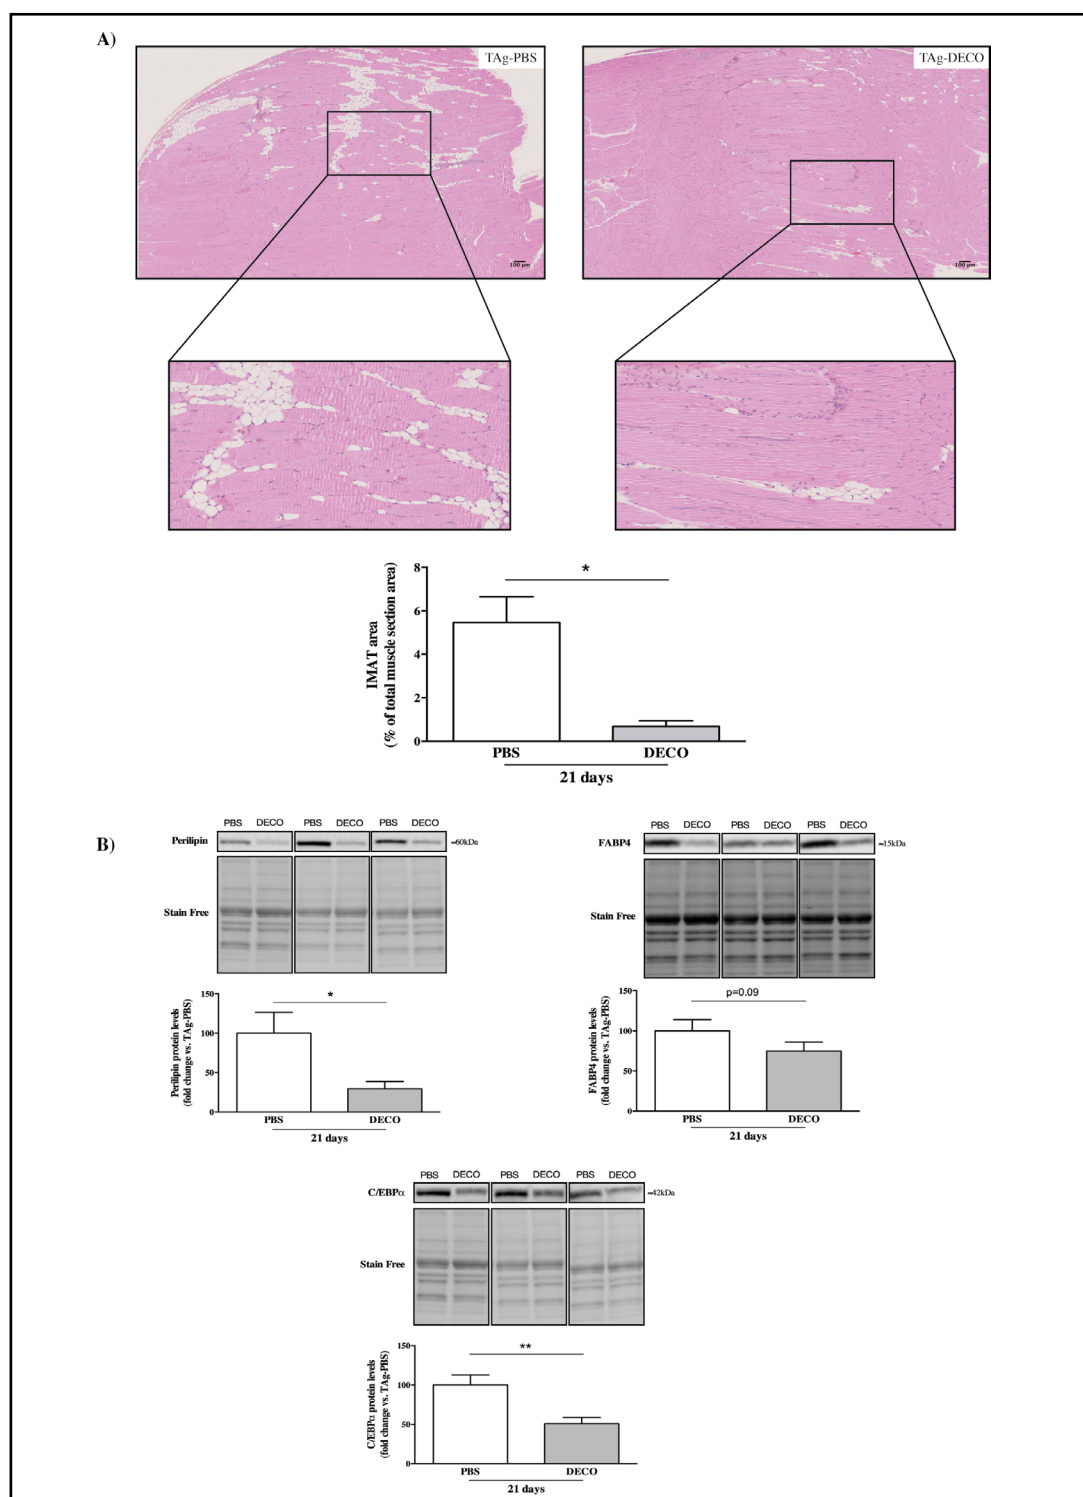 A)
TAg-PBS
TAg-DECO
100 µm
100 µm
IMAT area
(% of total muscle section area)
8
6
4
2
0
*
PBS DECO
21 days
B)
PBS DECO PBS DECO PBS DECO
Perilipin
~60kDa
Stain Free
Perilipin protein levels
(fold change vs. TAg-PBS)
150
100
50
0
*
PBS DECO
21 days
PBS DECO PBS DECO PBS DECO
FABP4
~15kDa
Stain Free
FABP4 protein levels
(fold change vs. TAg-PBS)
150
100
50
0
p=0.09
PBS DECO
21 days
PBS DECO PBS DECO PBS DECO
C/EBPα
~42kDa
Stain Free
C/EBPα protein levels
(fold change vs. TAg-PBS)
150
100
50
0
**
PBS DECO
21 days